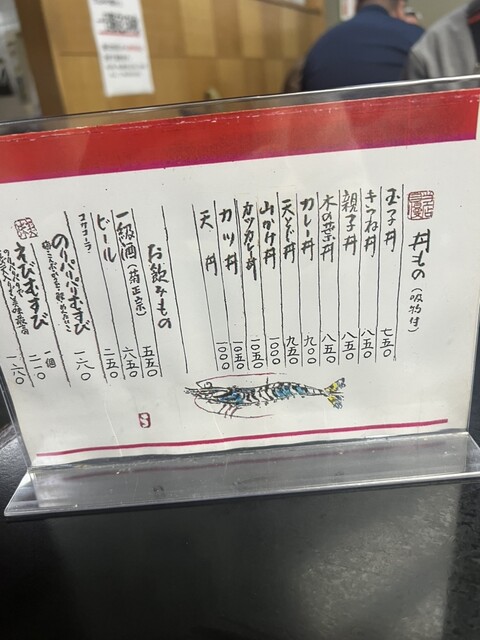 丼もの（吸物付）
玉子丼 七五〇
きつね丼 八五〇
親子丼 八五〇
木の葉丼 八五〇
カレー丼 九〇〇
天とじ丼 九五〇
山かけ丼 一〇〇〇
カツカレー丼 一〇五〇
カツ丼 一〇五〇
天丼 一〇〇〇
お飲みもの
一級酒（菊正宗） 五五〇
ビール 六五〇
コカコーラ 二五〇
のりパリパリむすび 一八〇
えびむすび 一個 二一〇